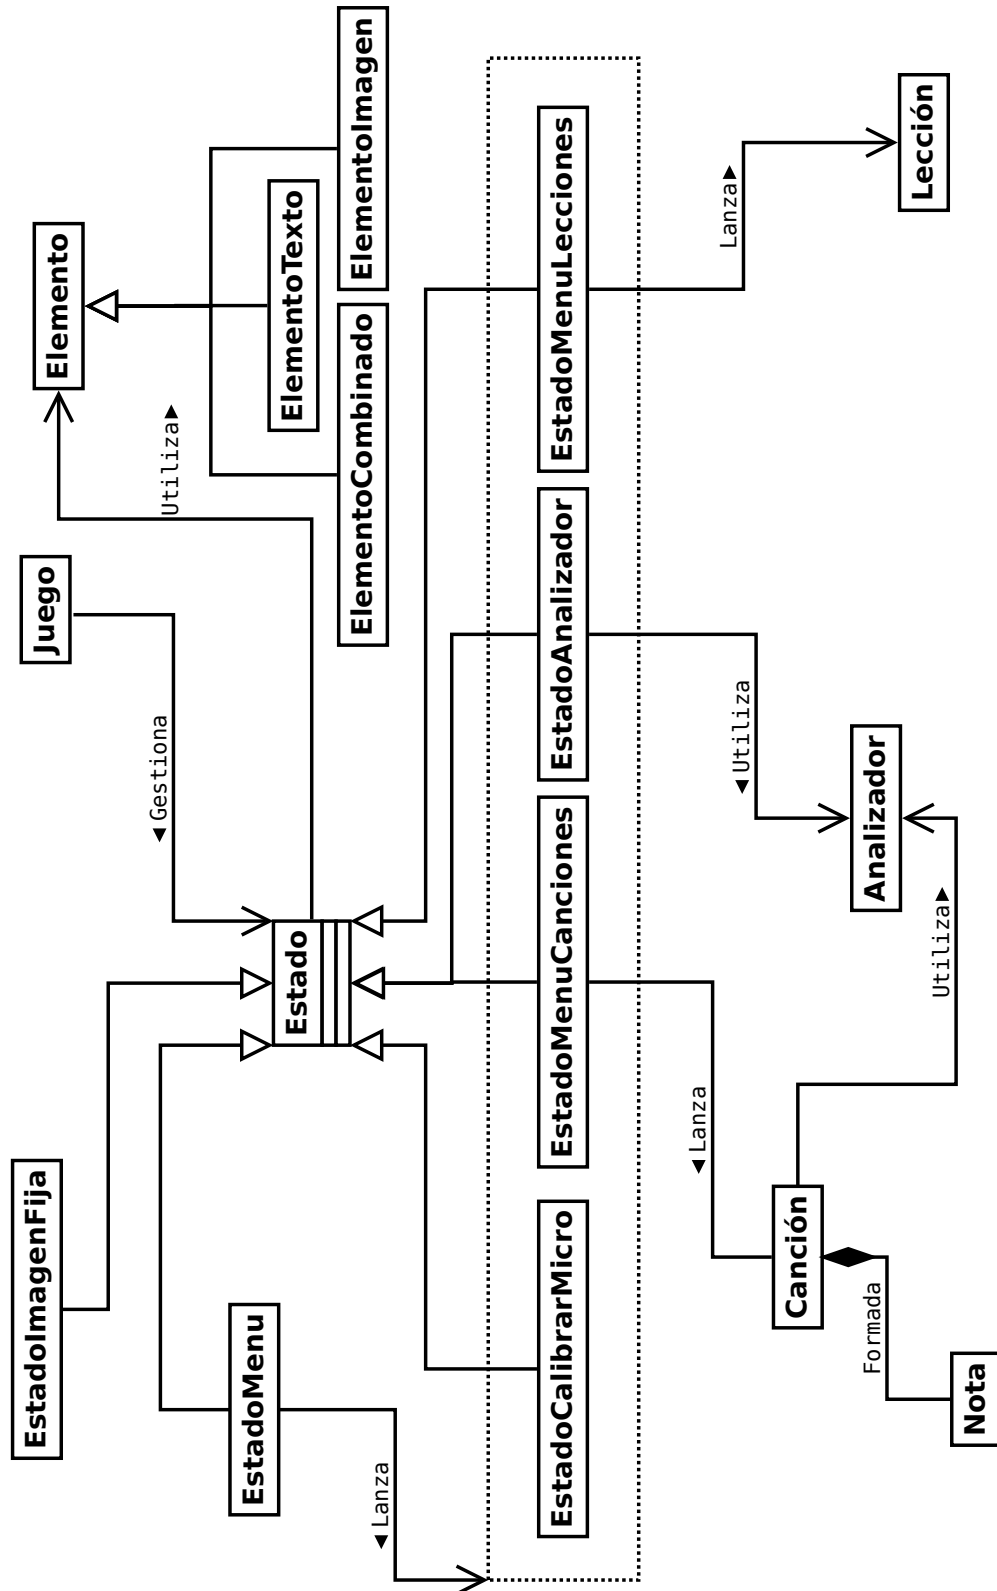 EstadoImagenFija
Juego
Elemento
EstadoMenu
◄ Gestiona
Utiliza►
Estado
ElementoTexto
ElementoCombinado
ElementoImagen
◄ Lanza
EstadoCalibrarMicro
EstadoMenuCanciones
EstadoAnalizador
EstadoMenuLecciones
◄ Lanza
◄ Utiliza
Lanza►
Canción
Analizador
Lección
Formada
Utiliza►
Nota